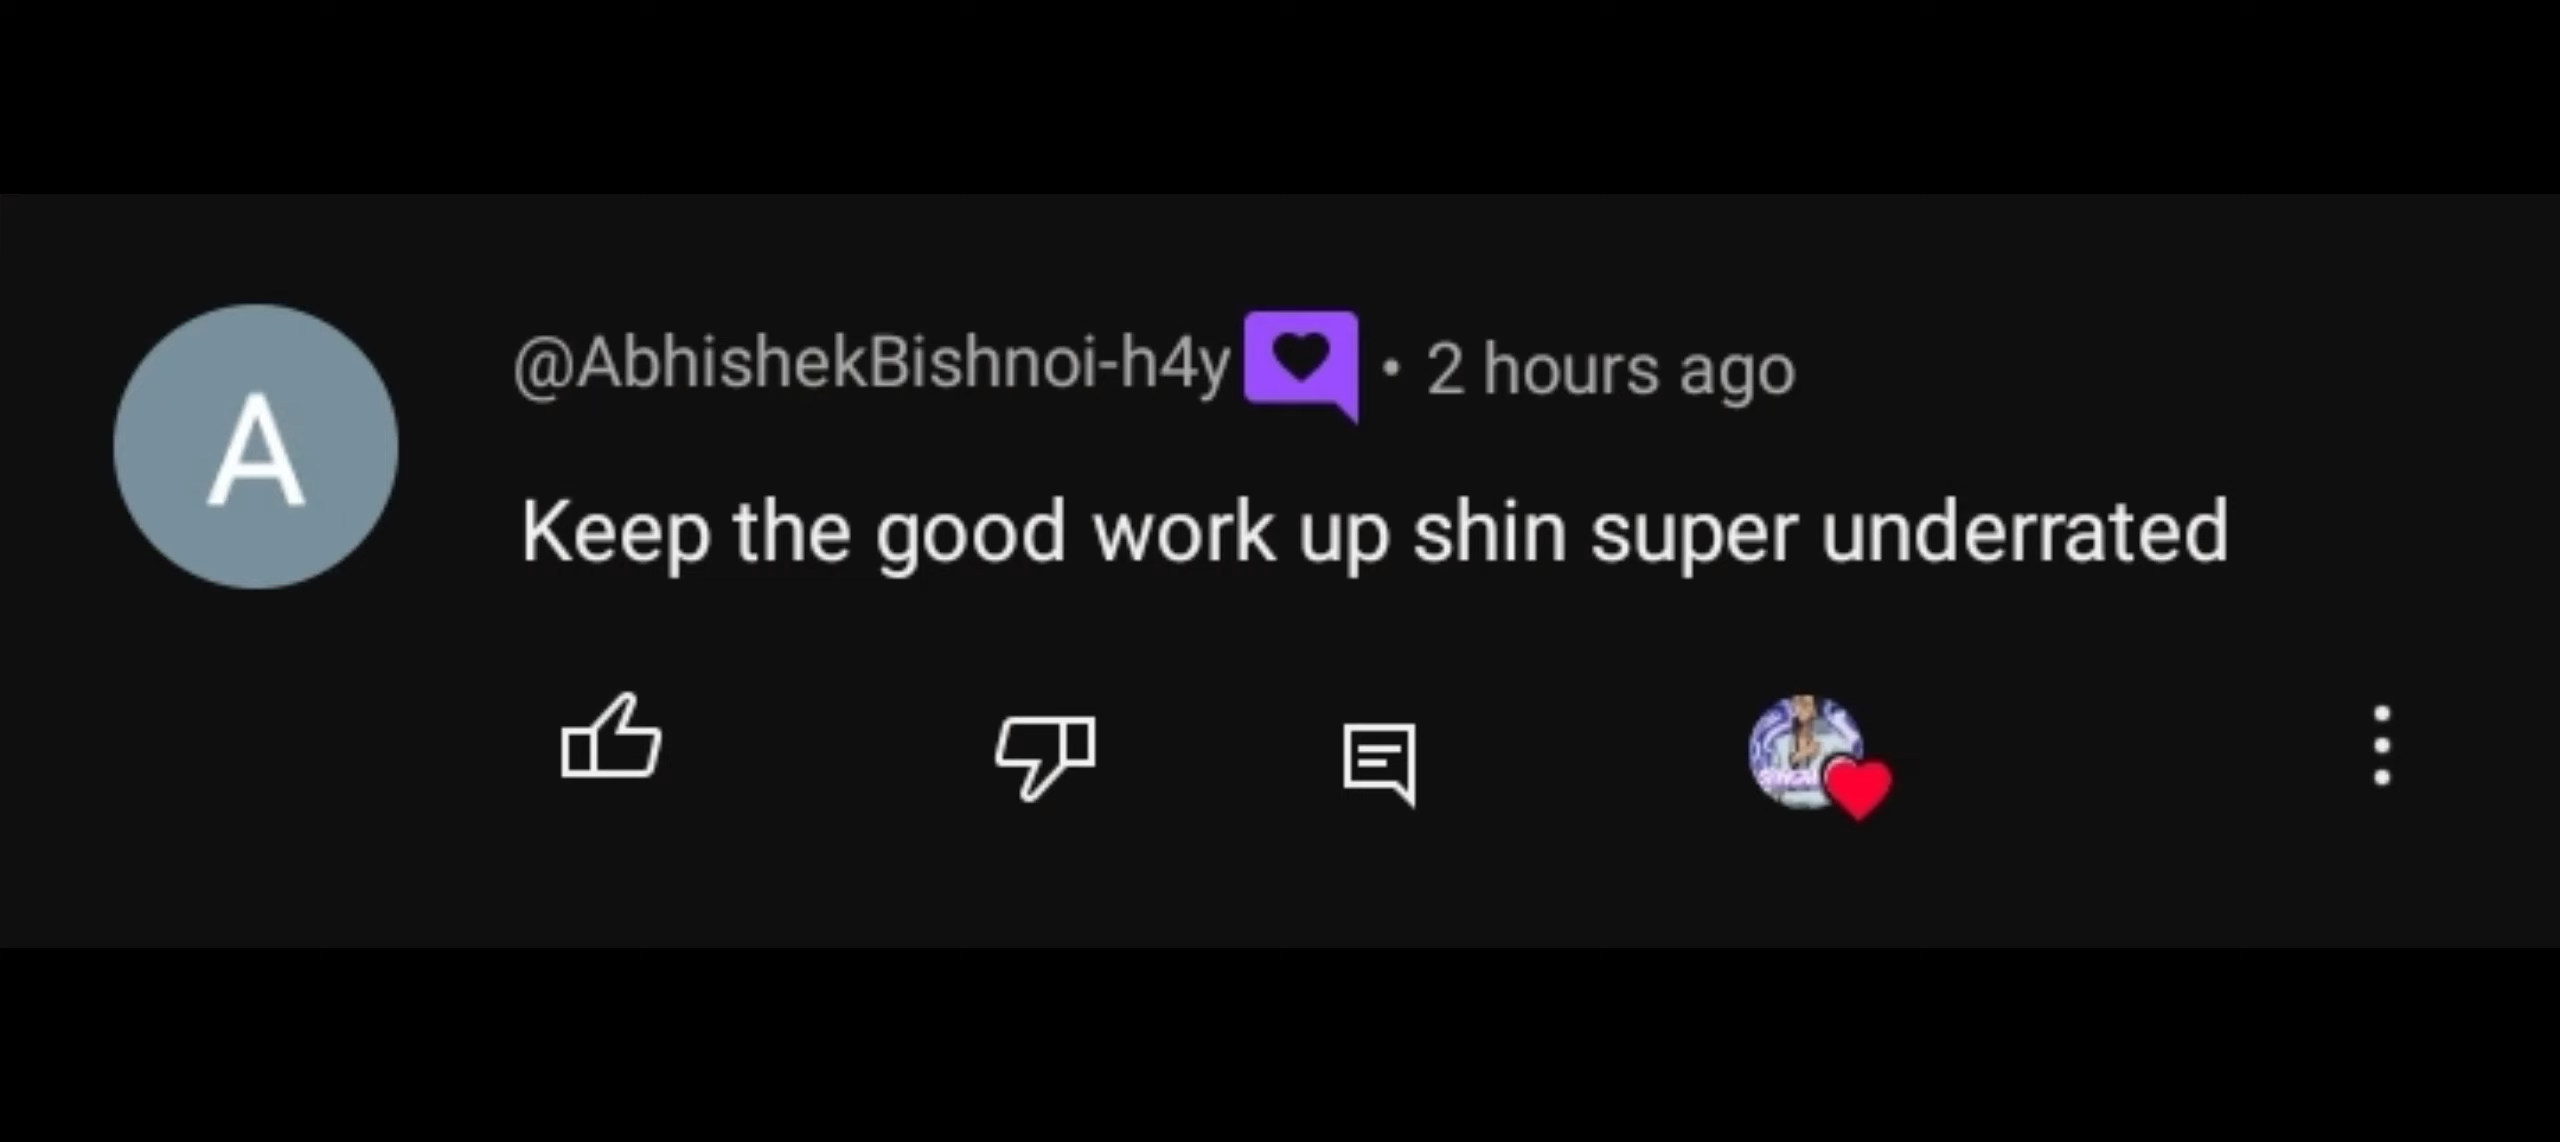 A
@AbhishekBishnoi-h4y • 2 hours ago
Keep the good work up shin super underrated